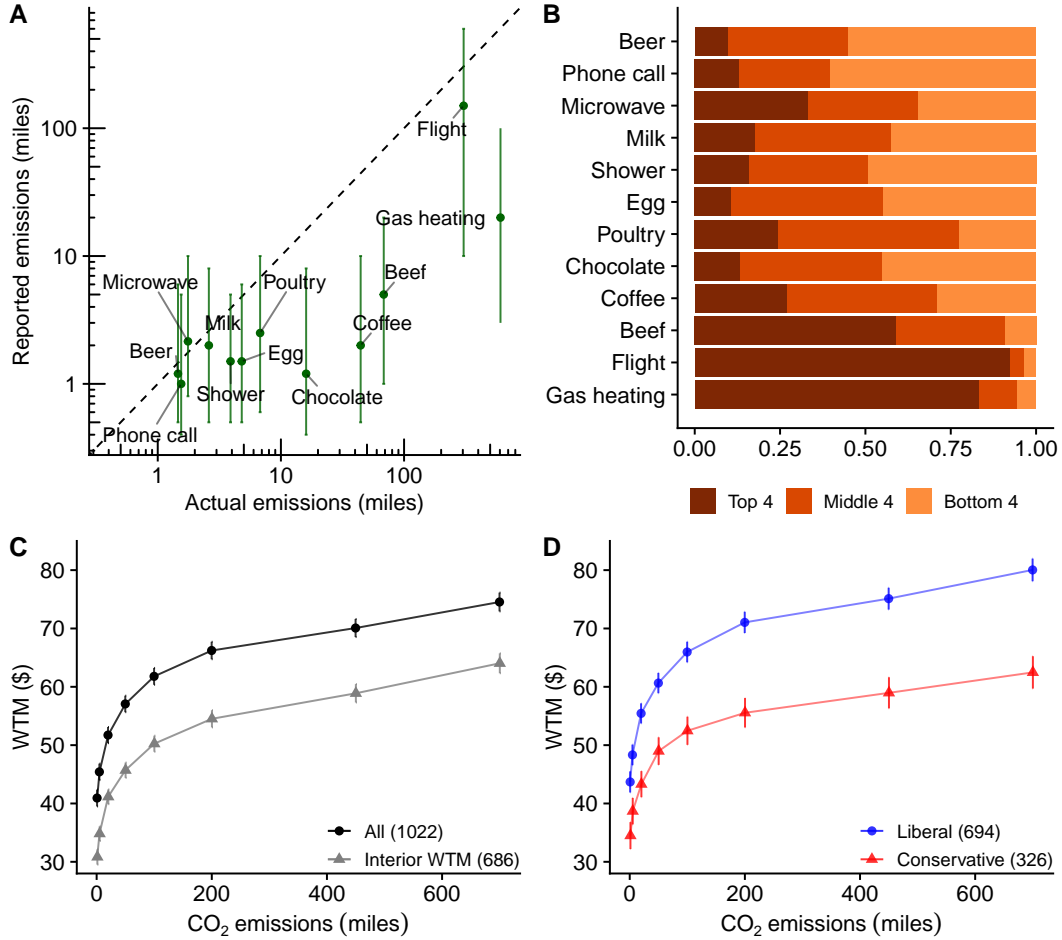 A
Reported emissions (miles)
100
10
1
Flight
Gas heating
Microwave
Poultry
Beef
Milk
Coffee
Beer
Egg
Shower
Chocolate
Phone call
1
10
100
Actual emissions (miles)
B
Beer
Phone call
Microwave
Milk
Shower
Egg
Poultry
Chocolate
Coffee
Beef
Flight
Gas heating
0.00
0.25
0.50
0.75
1.00
Top 4
Middle 4
Bottom 4
C
WTM ($)
80
70
60
50
40
30
All (1022)
Interior WTM (686)
0
200
400
600
CO₂ emissions (miles)
D
WTM ($)
80
70
60
50
40
30
Liberal (694)
Conservative (326)
0
200
400
600
CO₂ emissions (miles)